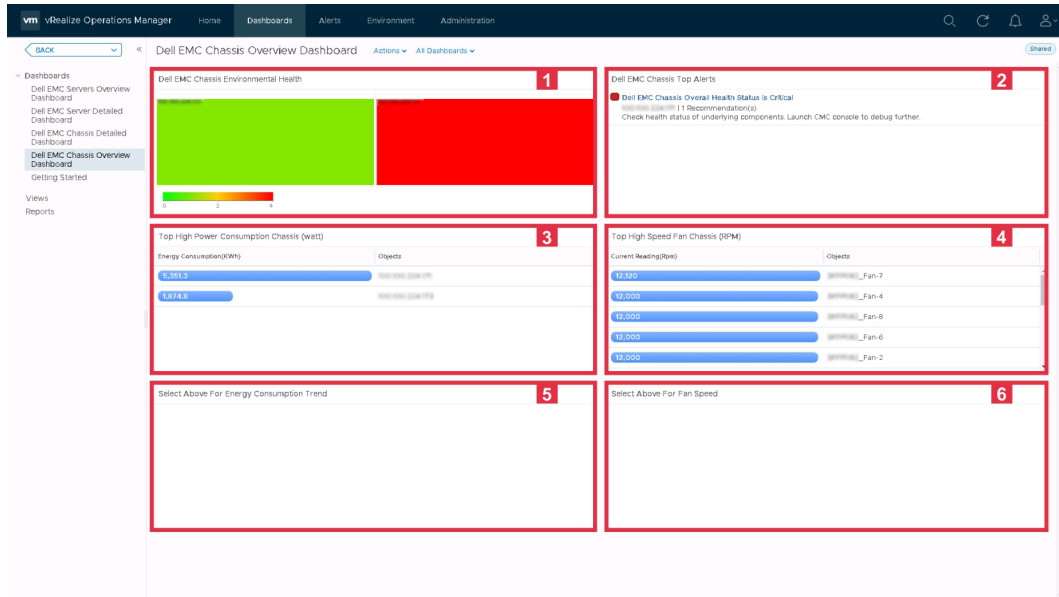 vm vRealize Operations Manager Home Dashboards Alerts Environment Administration
BACK
Dell EMC Chassis Overview Dashboard Actions All Dashboards Shared
Dashboards
Dell EMC Servers Overview
Dashboard
Dell EMC Server Detailed
Dashboard
Dell EMC Chassis Detailed
Dashboard
Dell EMC Chassis Overview
Dashboard
Getting Started
Views
Reports
Dell EMC Chassis Environmental Health 1
0 2 4
Dell EMC Chassis Top Alerts 2
Dell EMC Chassis Overall Health Status is Critical
| 1 Recommendation(s)
Check health status of underlying components. Launch CMC console to debug further.
Top High Power Consumption Chassis (watt) 3
Energy Consumption(KWh) Objects
5,351.3
1,974.8
Top High Speed Fan Chassis (RPM) 4
Current Reading(Rpm) Objects
12,120 _Fan-7
12,000 _Fan-4
12,000 _Fan-8
12,000 _Fan-6
12,000 _Fan-2
Select Above For Energy Consumption Trend 5
Select Above For Fan Speed 6